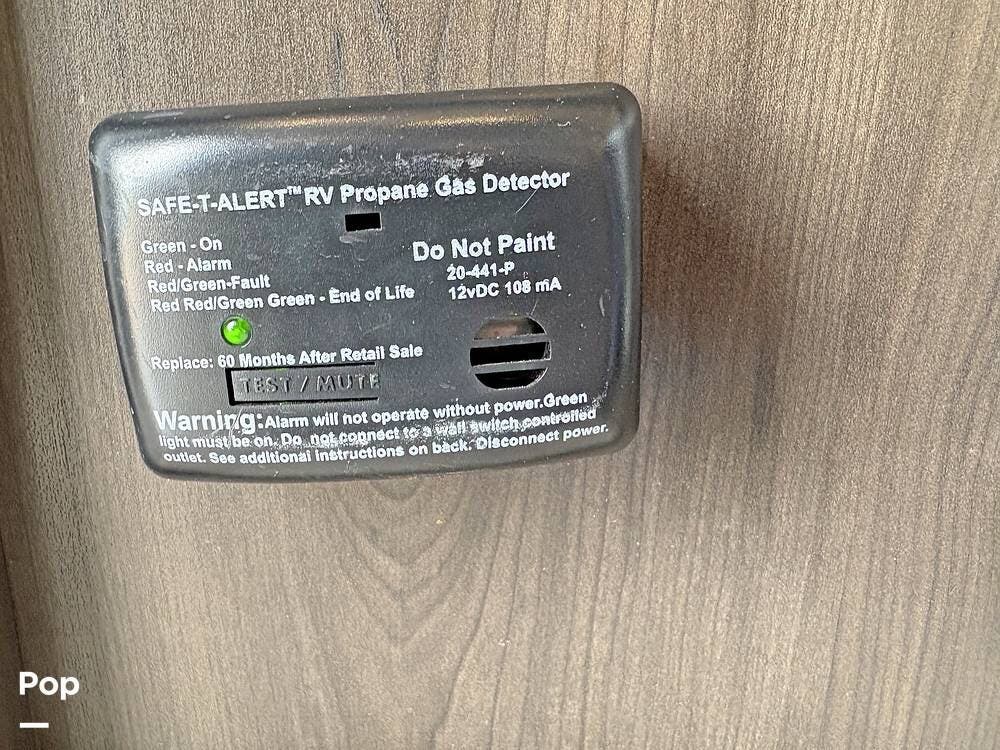 SAFE-T-ALERT™ RV Propane Gas Detector
Green - On
Red - Alarm
Red/Green-Fault
Red Red/Green Green - End of Life
Do Not Paint
20-441-P
12vDC 108 mA
Replace: 60 Months After Retail Sale
TEST / MUTE
Warning: Alarm will not operate without power.Green
light must be on. Do not connect to a wall switch controlled
outlet. See additional instructions on back. Disconnect power.
Pop